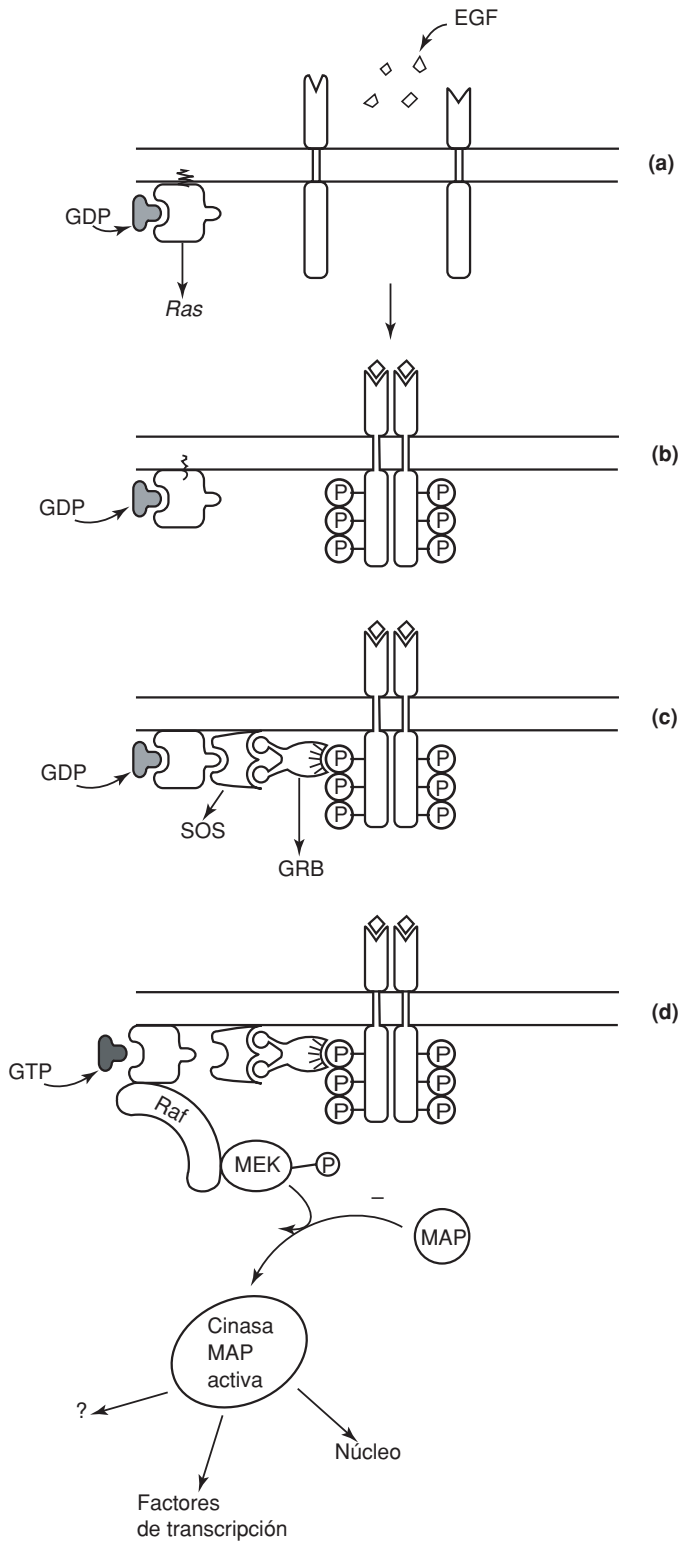 EGF
(a)
GDP
Ras
(b)
P P
GDP
P P
P P
(c)
GDP
P P
P P
P P
SOS
GRB
(d)
GTP
P P
P P
P P
Raf
MEK
P
–
MAP
Cinasa
MAP
activa
?
Núcleo
Factores
de transcripción